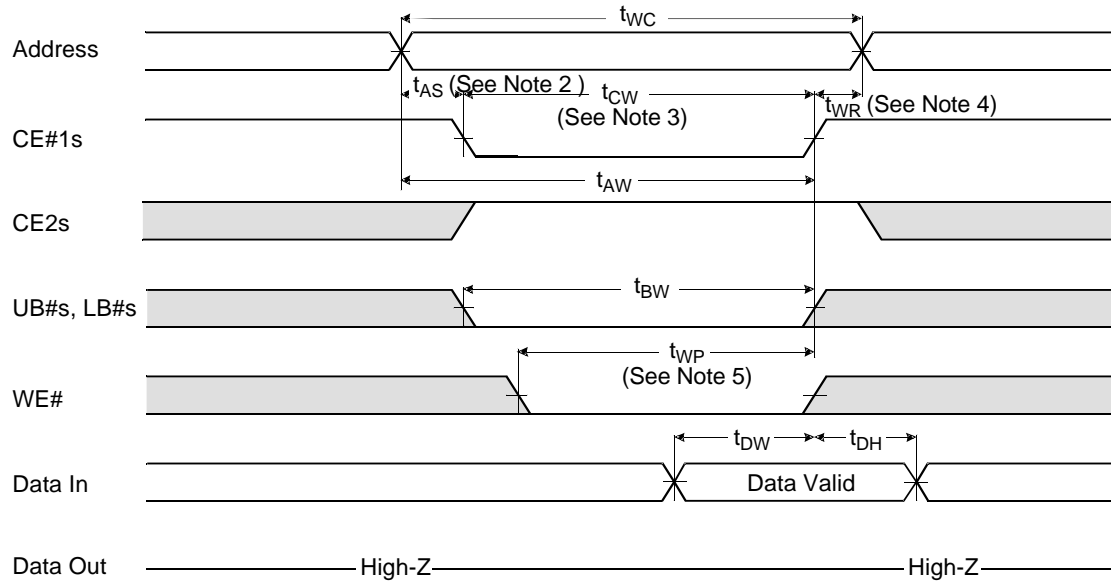 tWC
Address
tAS (See Note 2 )
tCW
(See Note 3)
tWR (See Note 4)
CE#1s
tAW
CE2s
tBW
UB#s, LB#s
tWP
(See Note 5)
WE#
tDW
tDH
Data In
Data Valid
Data Out
High-Z
High-Z